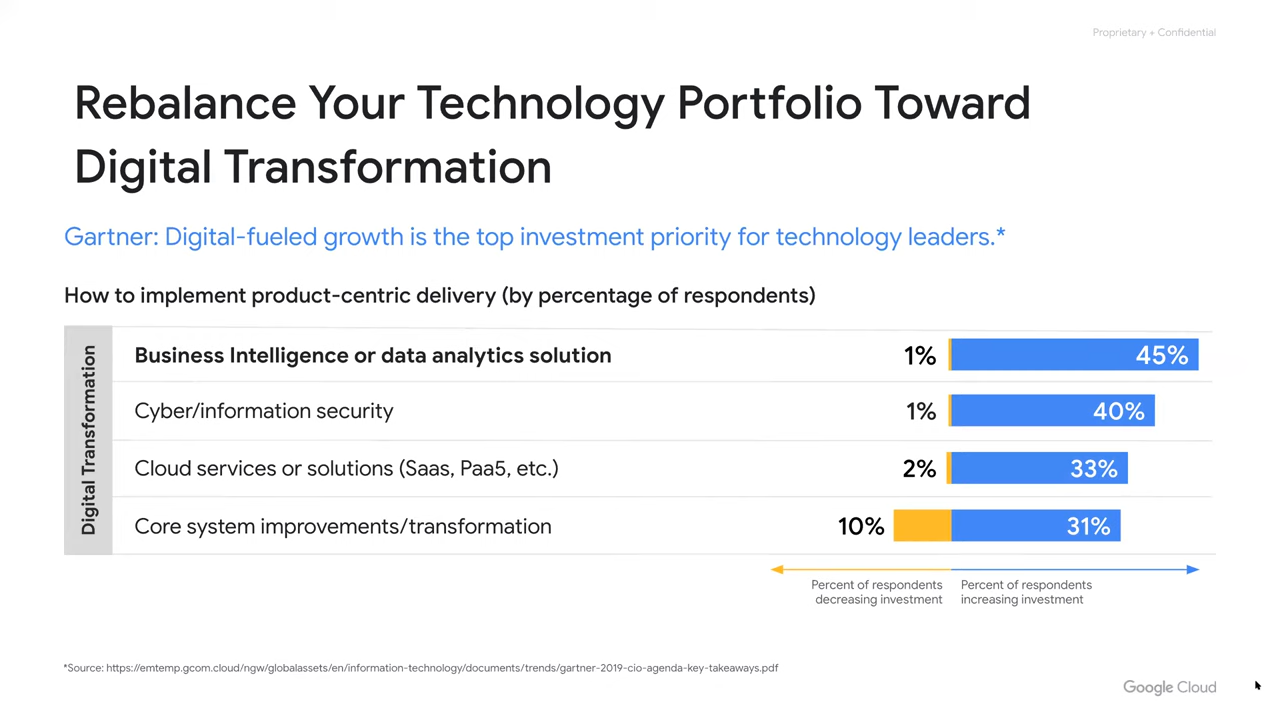 Proprietary + Confidential
Rebalance Your Technology Portfolio Toward
Digital Transformation
Gartner: Digital-fueled growth is the top investment priority for technology leaders.*
How to implement product-centric delivery (by percentage of respondents)
Digital Transformation
Business Intelligence or data analytics solution
1%
45%
Cyber/information security
1%
40%
Cloud services or solutions (Saas, Paa5, etc.)
2%
33%
Core system improvements/transformation
10%
31%
Percent of respondents
decreasing investment
Percent of respondents
increasing investment
*Source: https://emtemp.gcom.cloud/ngw/globalassets/en/information-technology/documents/trends/gartner-2019-cio-agenda-key-takeaways.pdf
Google Cloud